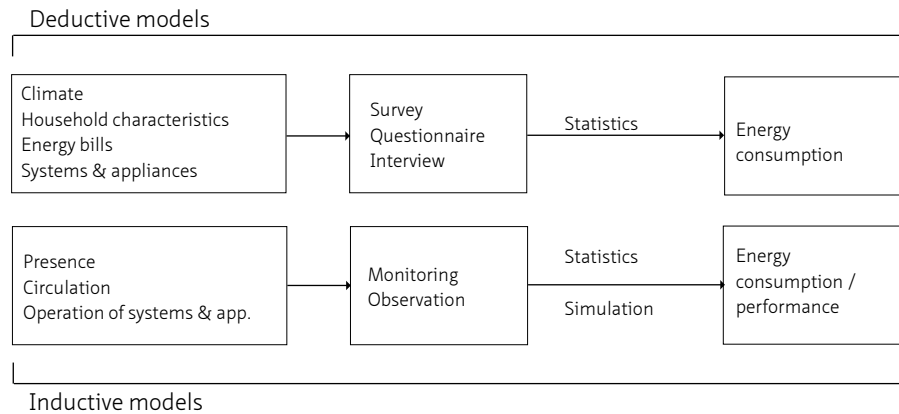 Deductive models
Climate
Household characteristics
Energy bills
Systems & appliances
Survey
Questionnaire
Interview
Statistics
Energy
consumption
Presence
Circulation
Operation of systems & app.
Monitoring
Observation
Statistics
Simulation
Energy
consumption /
performance
Inductive models